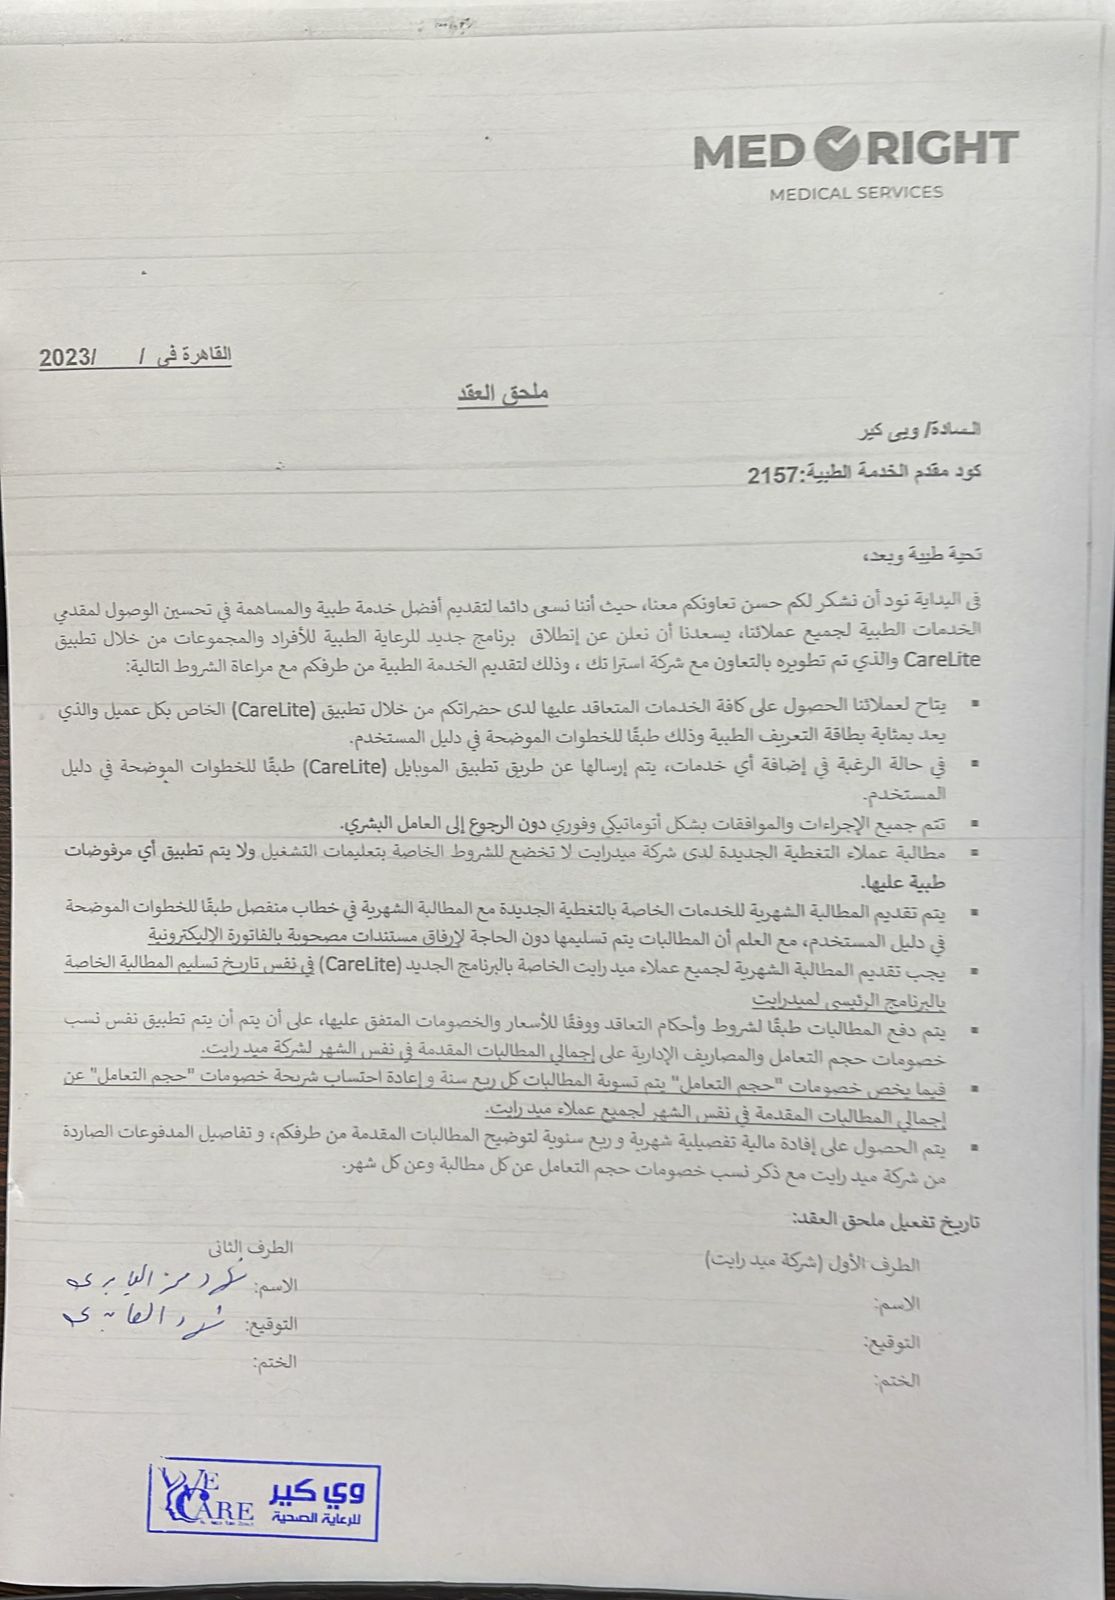 MED RIGHT
MEDICAL SERVICES
القاهرة في / /2023
ملحق العقد
السادة/ ويى كير
كود مقدم الخدمة الطبية:2157
تحية طيبة وبعد،
في البداية نود أن نشكر لكم حسن تعاونكم معنا، حيث أننا نسعى دائما لتقديم أفضل خدمة طبية والمساهمة في تحسين الوصول لمقدمي
الخدمات الطبية لجميع عملائنا، يسعدنا أن نعلن عن إنطلاق برنامج جديد للرعاية الطبية للأفراد والمجموعات من خلال تطبيق
CareLite والذي تم تطويره بالتعاون مع شركة استرا تك ، وذلك لتقديم الخدمة الطبية من طرفكم مع مراعاة الشروط التالية:
▪ يتاح لعملائنا الحصول على كافة الخدمات المتعاقد عليها لدى حضراتكم من خلال تطبيق (CareLite) الخاص بكل عميل والذي
يعد بمثابة بطاقة التعريف الطبية وذلك طبقًا للخطوات الموضحة في دليل المستخدم.
▪ في حالة الرغبة في إضافة أي خدمات، يتم إرسالها عن طريق تطبيق الموبايل (CareLite) طبقًا للخطوات الموضحة في دليل
المستخدم.
▪ تتم جميع الإجراءات والموافقات بشكل أتوماتيكي وفوري دون الرجوع إلى العامل البشري.
▪ مطالبة عملاء التغطية الجديدة لدى شركة ميدرايت لا تخضع للشروط الخاصة بتعليمات التشغيل ولا يتم تطبيق أي مرفوضات
طبية عليها.
▪ يتم تقديم المطالبة الشهرية للخدمات الخاصة بالتغطية الجديدة مع المطالبة الشهرية في خطاب منفصل طبقًا للخطوات الموضحة
في دليل المستخدم، مع العلم أن المطالبات يتم تسليمها دون الحاجة لإرفاق مستندات مصحوبة بالفاتورة الإليكترونية
▪ يجب تقديم المطالبة الشهرية لجميع عملاء ميد رايت الخاصة بالبرنامج الجديد (CareLite) في نفس تاريخ تسليم المطالبة الخاصة
بالبرنامج الرئيسي لميدرايت
▪ يتم دفع المطالبات طبقًا لشروط وأحكام التعاقد ووفقًا للأسعار والخصومات المتفق عليها، على أن يتم أن يتم تطبيق نفس نسب
خصومات حجم التعامل والمصاريف الإدارية على إجمالي المطالبات المقدمة في نفس الشهر لشركة ميد رايت.
▪ فيما يخص خصومات "حجم التعامل" يتم تسوية المطالبات كل ربع سنة و إعادة احتساب شريحة خصومات "حجم التعامل" عن
إجمالي المطالبات المقدمة في نفس الشهر لجميع عملاء ميد رايت.
▪ يتم الحصول على إفادة مالية تفصيلية شهرية و ربع سنوية لتوضيح المطالبات المقدمة من طرفكم، و تفاصيل المدفوعات الصاردة
من شركة ميد رايت مع ذكر نسب خصومات حجم التعامل عن كل مطالبة وعن كل شهر.
تاريخ تفعيل ملحق العقد:
الطرف الأول (شركة ميد رايت)
الاسم:
التوقيع:
الختم:
الطرف الثانى
الاسم:
التوقيع:
الختم:
WE CARE
وي كير
للرعاية الصحية